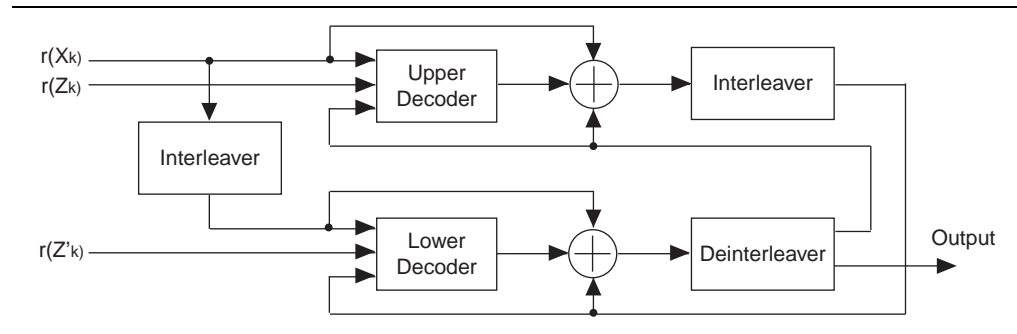 r(Xk)
r(Zk)
Upper
Decoder
Interleaver
Interleaver
r(Z'k)
Lower
Decoder
Deinterleaver
Output